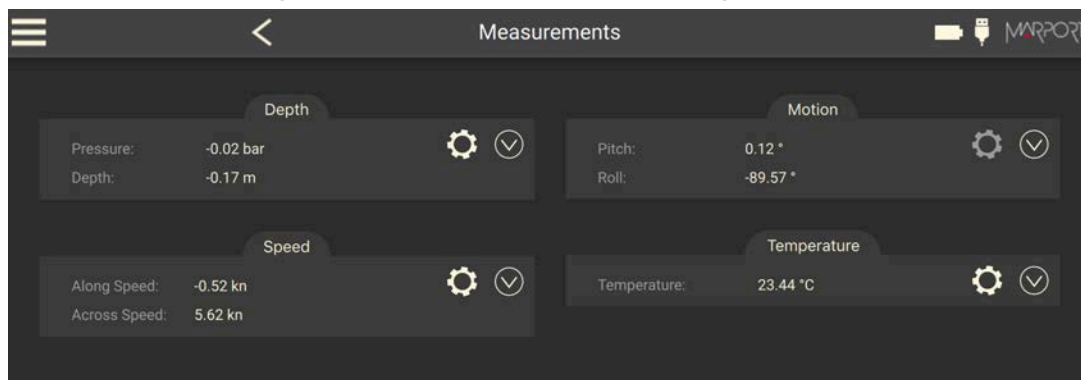 Measurements
MARPORT
Depth
Pressure: -0.02 bar
Depth: -0.17 m
Motion
Pitch: 0.12 °
Roll: -89.57 °
Speed
Along Speed: -0.52 kn
Across Speed: 5.62 kn
Temperature
Temperature: 23.44 °C